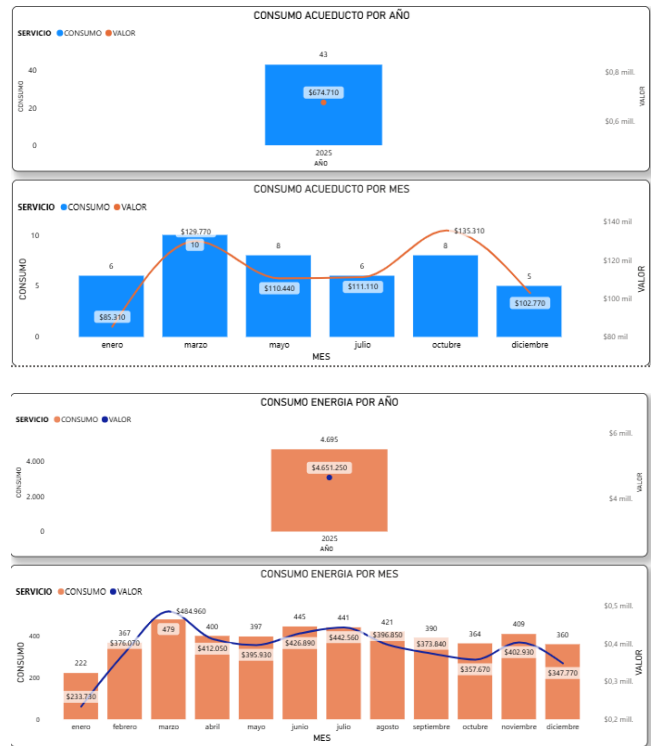 CONSUMO ACUEDUCTO POR AÑO
SERVICIO CONSUMO VALOR
43
40
$0,8 mill.
$674.710
20
$0,6 mill.
0
CONSUMO
VALOR
2025
AÑO
CONSUMO ACUEDUCTO POR MES
SERVICIO CONSUMO VALOR
$140 mil
10
$129.770
10
8
$135.310
8
6
6
$120 mil
5
5
$110.440
$111.110
$102.770
$100 mil
$85.310
0
$80 mil
CONSUMO
VALOR
enero marzo mayo julio octubre diciembre
MES
CONSUMO ENERGIA POR AÑO
SERVICIO CONSUMO VALOR
4.695
$6 mill.
4.000
$4.651.250
2.000
$4 mill.
0
CONSUMO
VALOR
2025
AÑO
CONSUMO ENERGIA POR MES
SERVICIO CONSUMO VALOR
$0,5 mill.
$484.960
222 367 479 400 397 445 441 421 390 364 409 360
400
$0,4 mill.
$376.070 $412.050 $395.930 $426.890 $442.560 $396.850 $373.840 $357.670 $402.930 $347.770
200
$0,3 mill.
$233.730
0
$0,2 mill.
CONSUMO
VALOR
enero febrero marzo abril mayo junio julio agosto septiembre octubre noviembre diciembre
MES